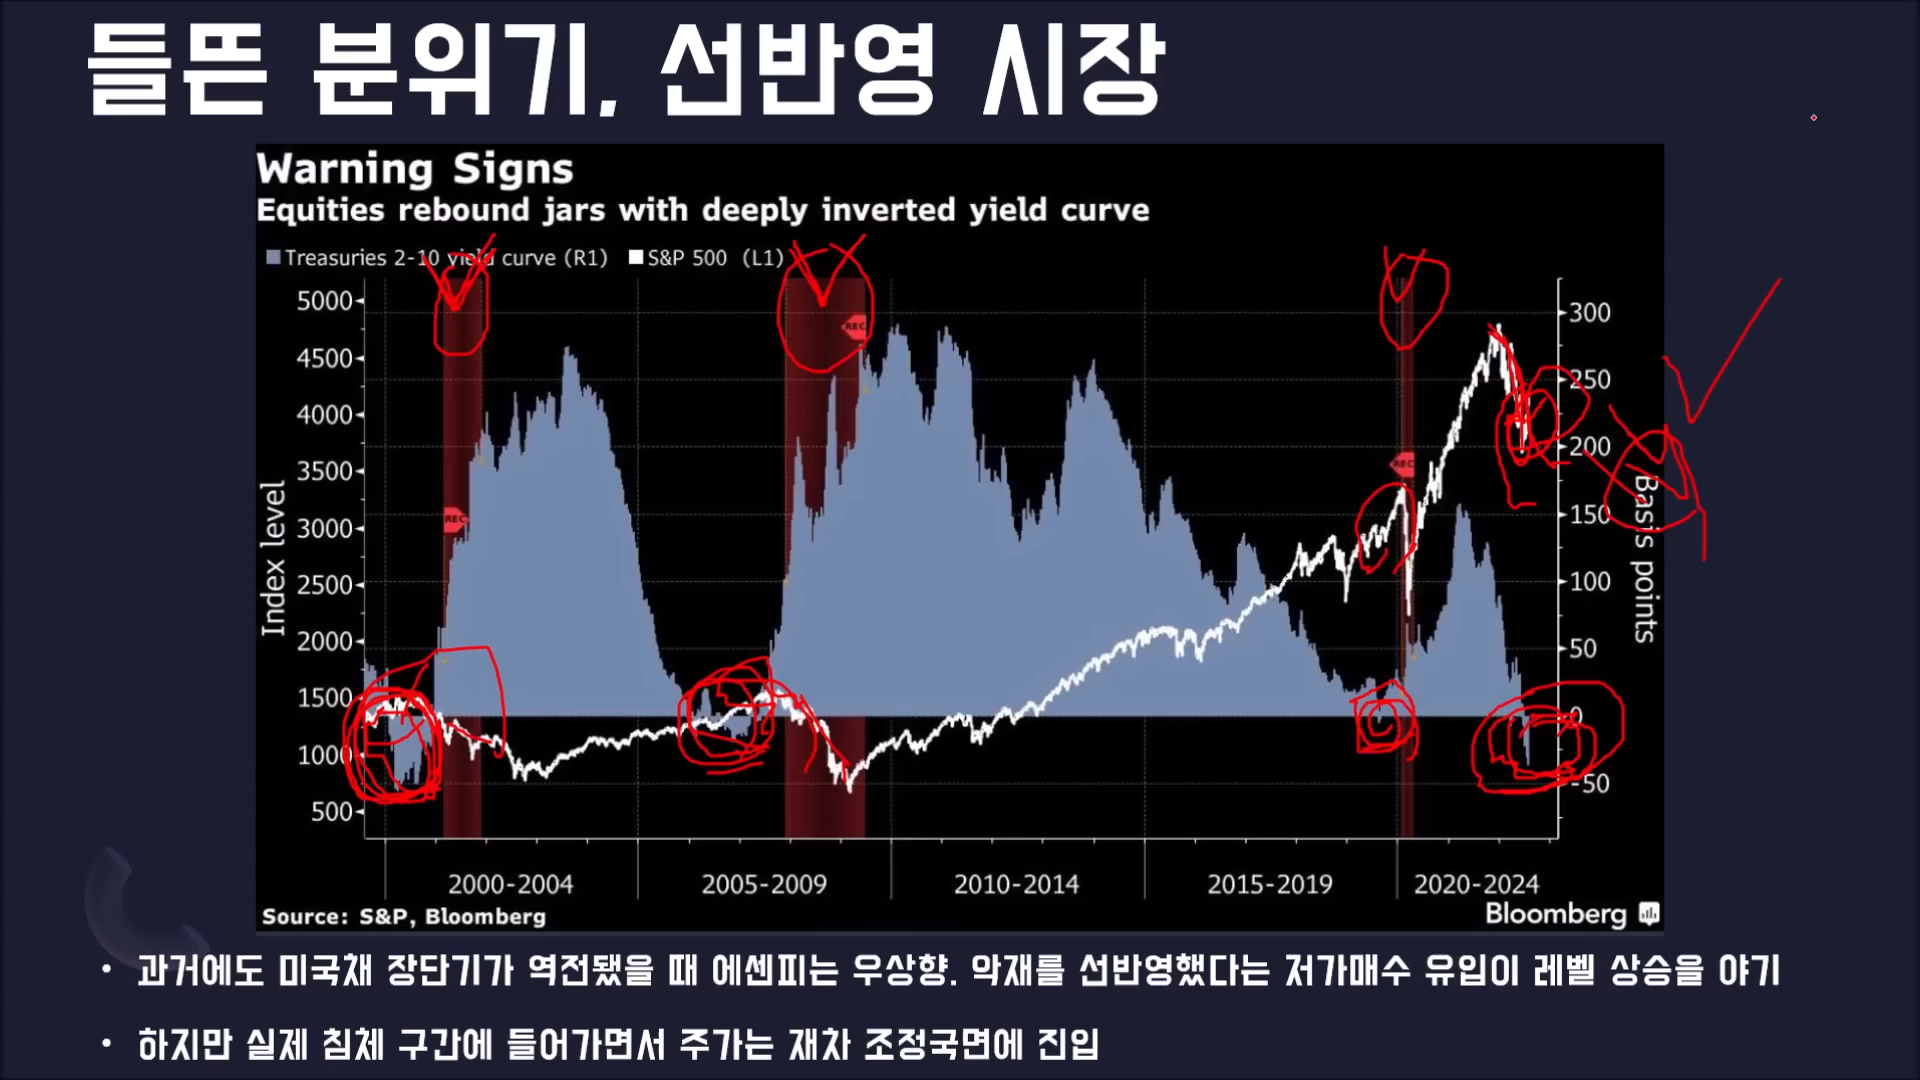 들뜬 분위기, 선반영 시장
Warning Signs
Equities rebound jars with deeply inverted yield curve
Treasuries 2-10 yield curve (R1) S&P 500 (L1)
5000
4500
4000
3500
3000
2500
2000
1500
1000
500
Index level
REC
REC
REC
300
250
200
150
100
50
0
-50
Basis points
2000-2004 2005-2009 2010-2014 2015-2019 2020-2024
Source: S&P, Bloomberg
Bloomberg
• 과거에도 미국채 장단기가 역전됐을 때 에센피는 우상향. 악재를 선반영했다는 저가매수 유입이 레벨 상승을 야기
• 하지만 실제 침체 구간에 들어가면서 주가는 재차 조정국면에 진입